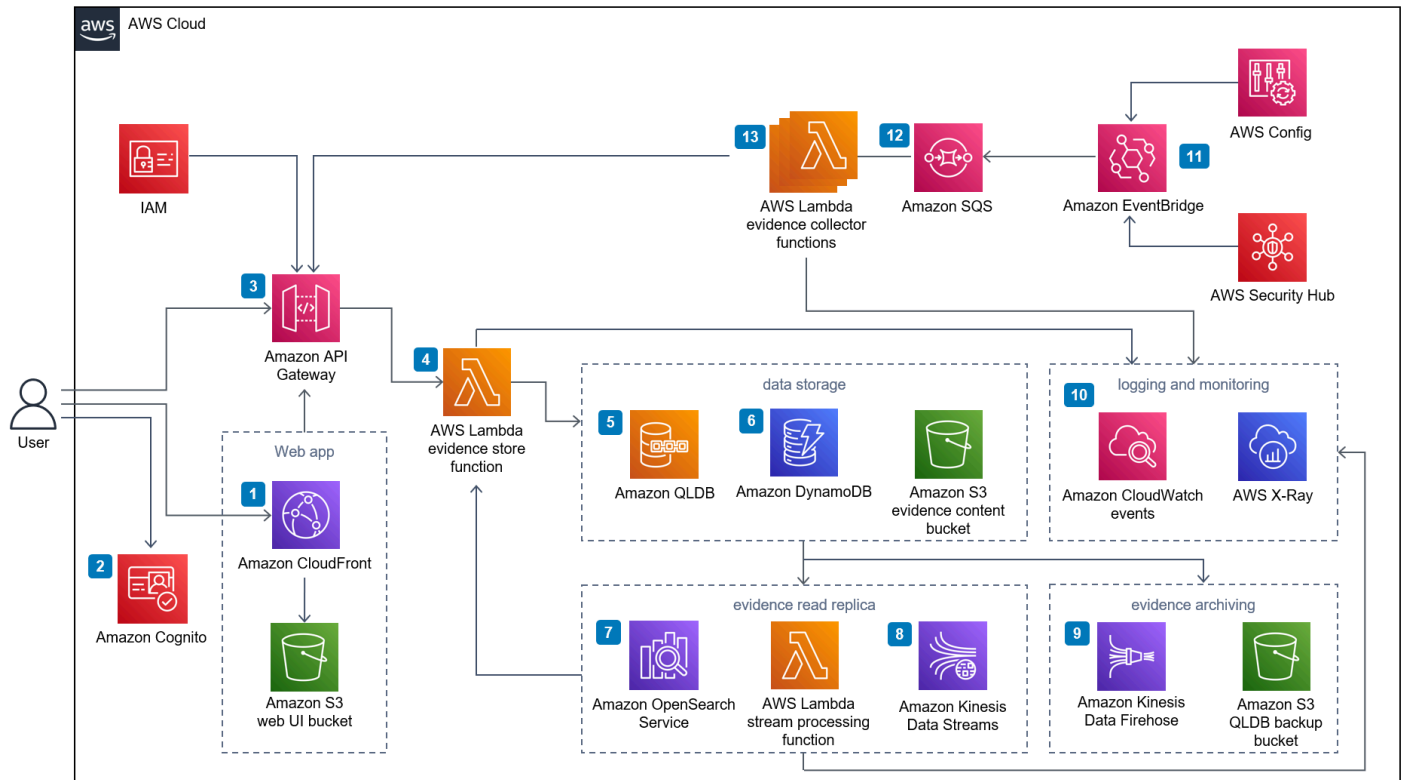 aws
AWS Cloud
AWS Config
13
12
11
IAM
AWS Lambda
evidence collector
functions
Amazon SQS
Amazon EventBridge
AWS Security Hub
3
Amazon API
Gateway
4
AWS Lambda
evidence store
function
User
data storage
5
Amazon QLDB
6
Amazon DynamoDB
Amazon S3
evidence content
bucket
logging and monitoring
10
Amazon CloudWatch
events
AWS X-Ray
Web app
1
Amazon CloudFront
2
Amazon Cognito
Amazon S3
web UI bucket
evidence read replica
7
Amazon OpenSearch
Service
AWS Lambda
stream processing
function
8
Amazon Kinesis
Data Streams
evidence archiving
9
Amazon Kinesis
Data Firehose
Amazon S3
QLDB backup
bucket